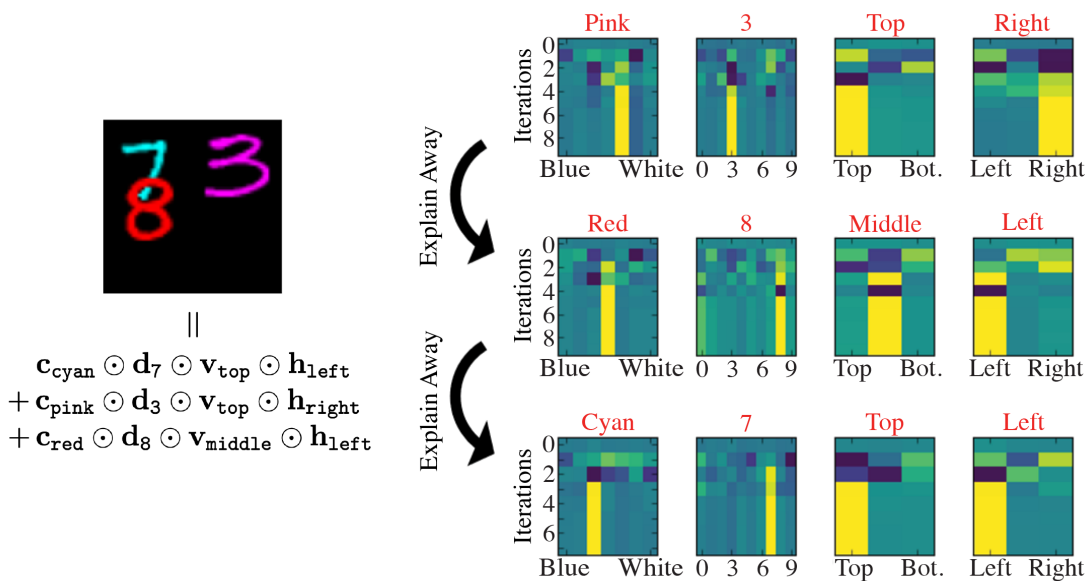 7 3
8
||
c_cyan ⊙ d_7 ⊙ v_top ⊙ h_left
+ c_pink ⊙ d_3 ⊙ v_top ⊙ h_right
+ c_red ⊙ d_8 ⊙ v_middle ⊙ h_left
Explain Away
Explain Away
Pink 3 Top Right
Iterations
0
2
4
6
8
Blue White 0 3 6 9 Top Bot. Left Right
Red 8 Middle Left
Iterations
0
2
4
6
8
Blue White 0 3 6 9 Top Bot. Left Right
Cyan 7 Top Left
Iterations
0
2
4
6
Blue White 0 3 6 9 Top Bot. Left Right